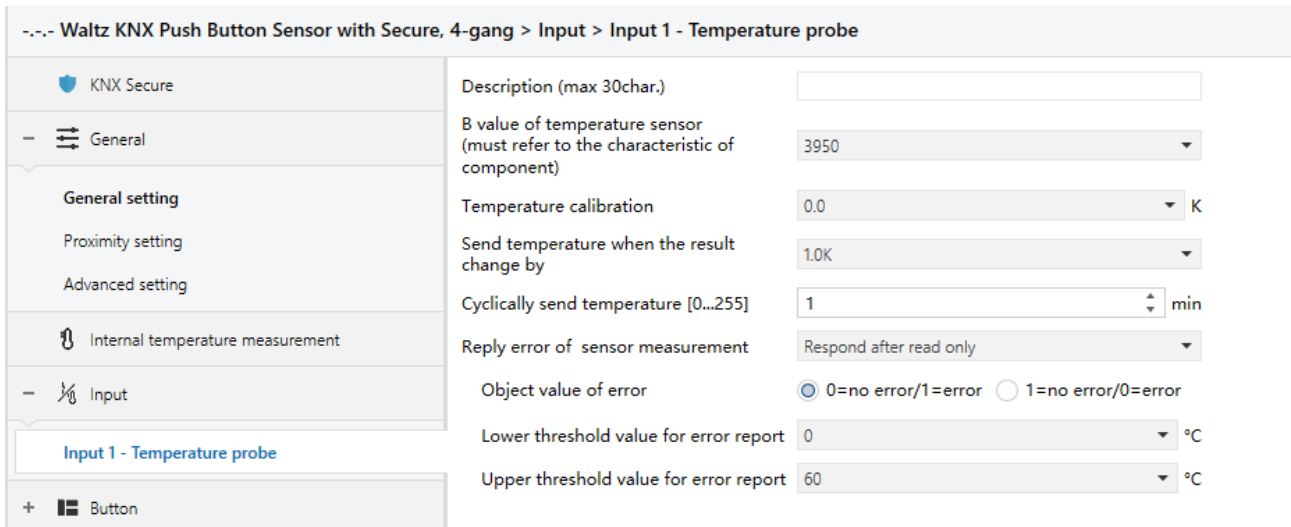 -.-.- Waltz KNX Push Button Sensor with Secure, 4-gang > Input > Input 1 - Temperature probe
KNX Secure
General
General setting
Proximity setting
Advanced setting
Internal temperature measurement
Input
Input 1 - Temperature probe
Button
Description (max 30char.)
B value of temperature sensor
(must refer to the characteristic of
component)
3950
Temperature calibration
0.0 K
Send temperature when the result
change by
1.0K
Cyclically send temperature [0...255]
1 min
Reply error of sensor measurement
Respond after read only
Object value of error
0=no error/1=error 1=no error/0=error
Lower threshold value for error report
0 °C
Upper threshold value for error report
60 °C